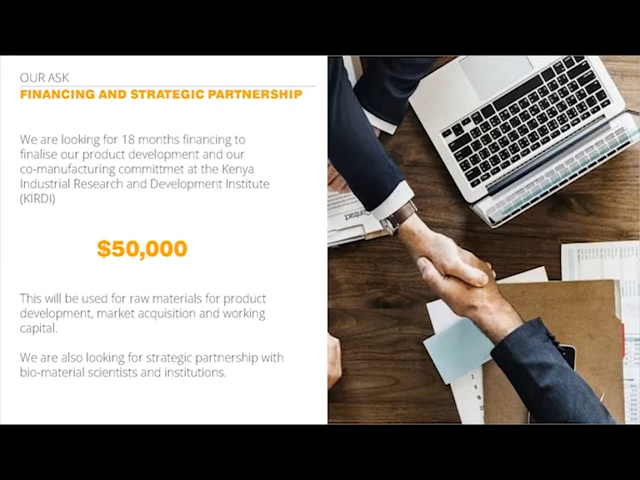 OUR ASK
FINANCING AND STRATEGIC PARTNERSHIP
We are looking for 18 months financing to
finalise our product development and our
co-manufacturing committmet at the Kenya
Industrial Research and Development Institute
(KIRDI)
$50,000
This will be used for raw materials for product
development, market acquisition and working
capital.
We are also looking for strategic partnership with
bio-material scientists and institutions.
Contract